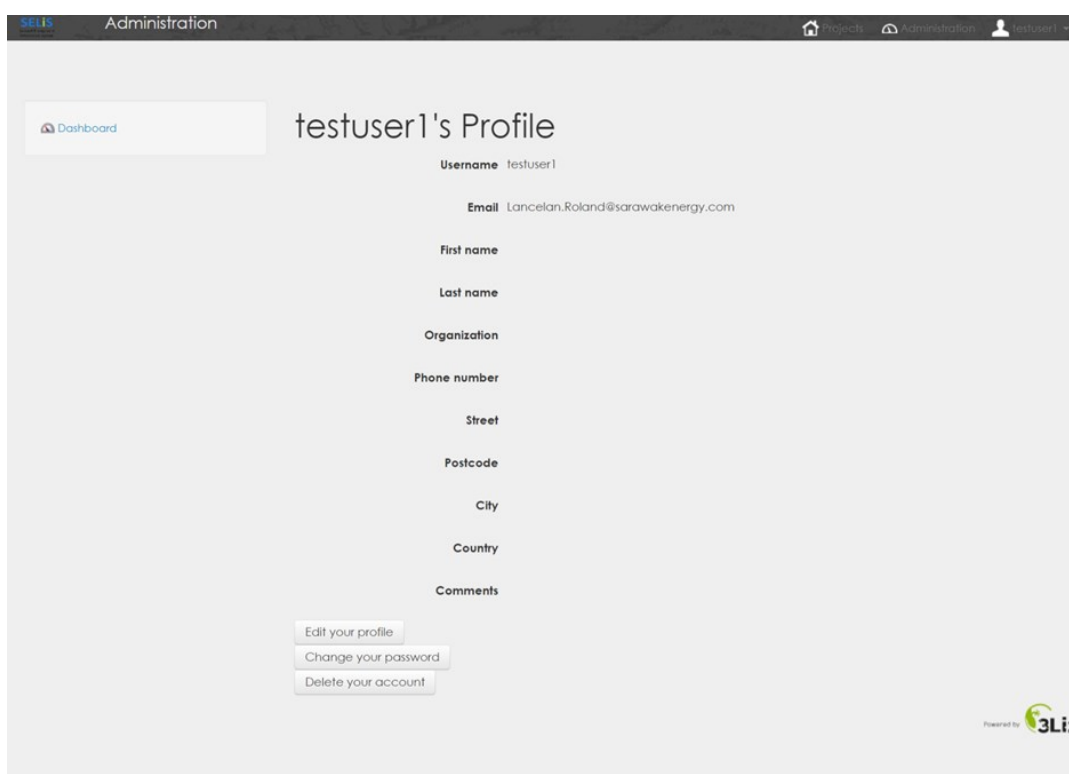 SELiS
Administration
Projects
Administration
testuser1
Dashboard
testuser1's Profile
Username testuser1
Email Lancelan.Roland@sarawakenergy.com
First name
Last name
Organization
Phone number
Street
Postcode
City
Country
Comments
Edit your profile
Change your password
Delete your account
Powered by 3Li